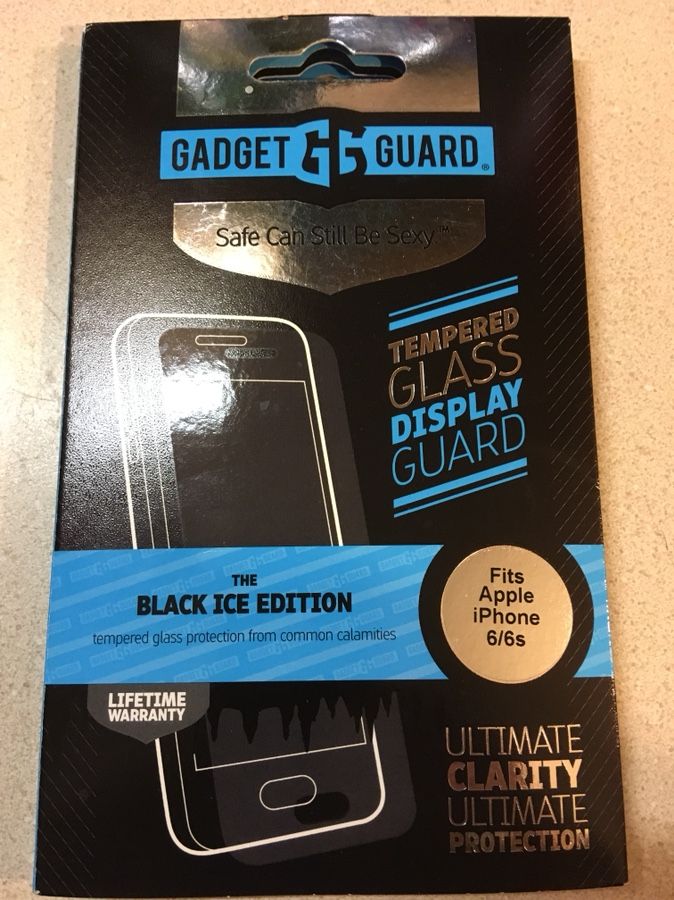 GADGET GG GUARD®
Safe Can Still Be Sexy™
TEMPERED
GLASS
DISPLAY
GUARD
THE
BLACK ICE EDITION
tempered glass protection from common calamities
Fits
Apple
iPhone
6/6s
LIFETIME
WARRANTY
ULTIMATE
CLARITY
ULTIMATE
PROTECTION